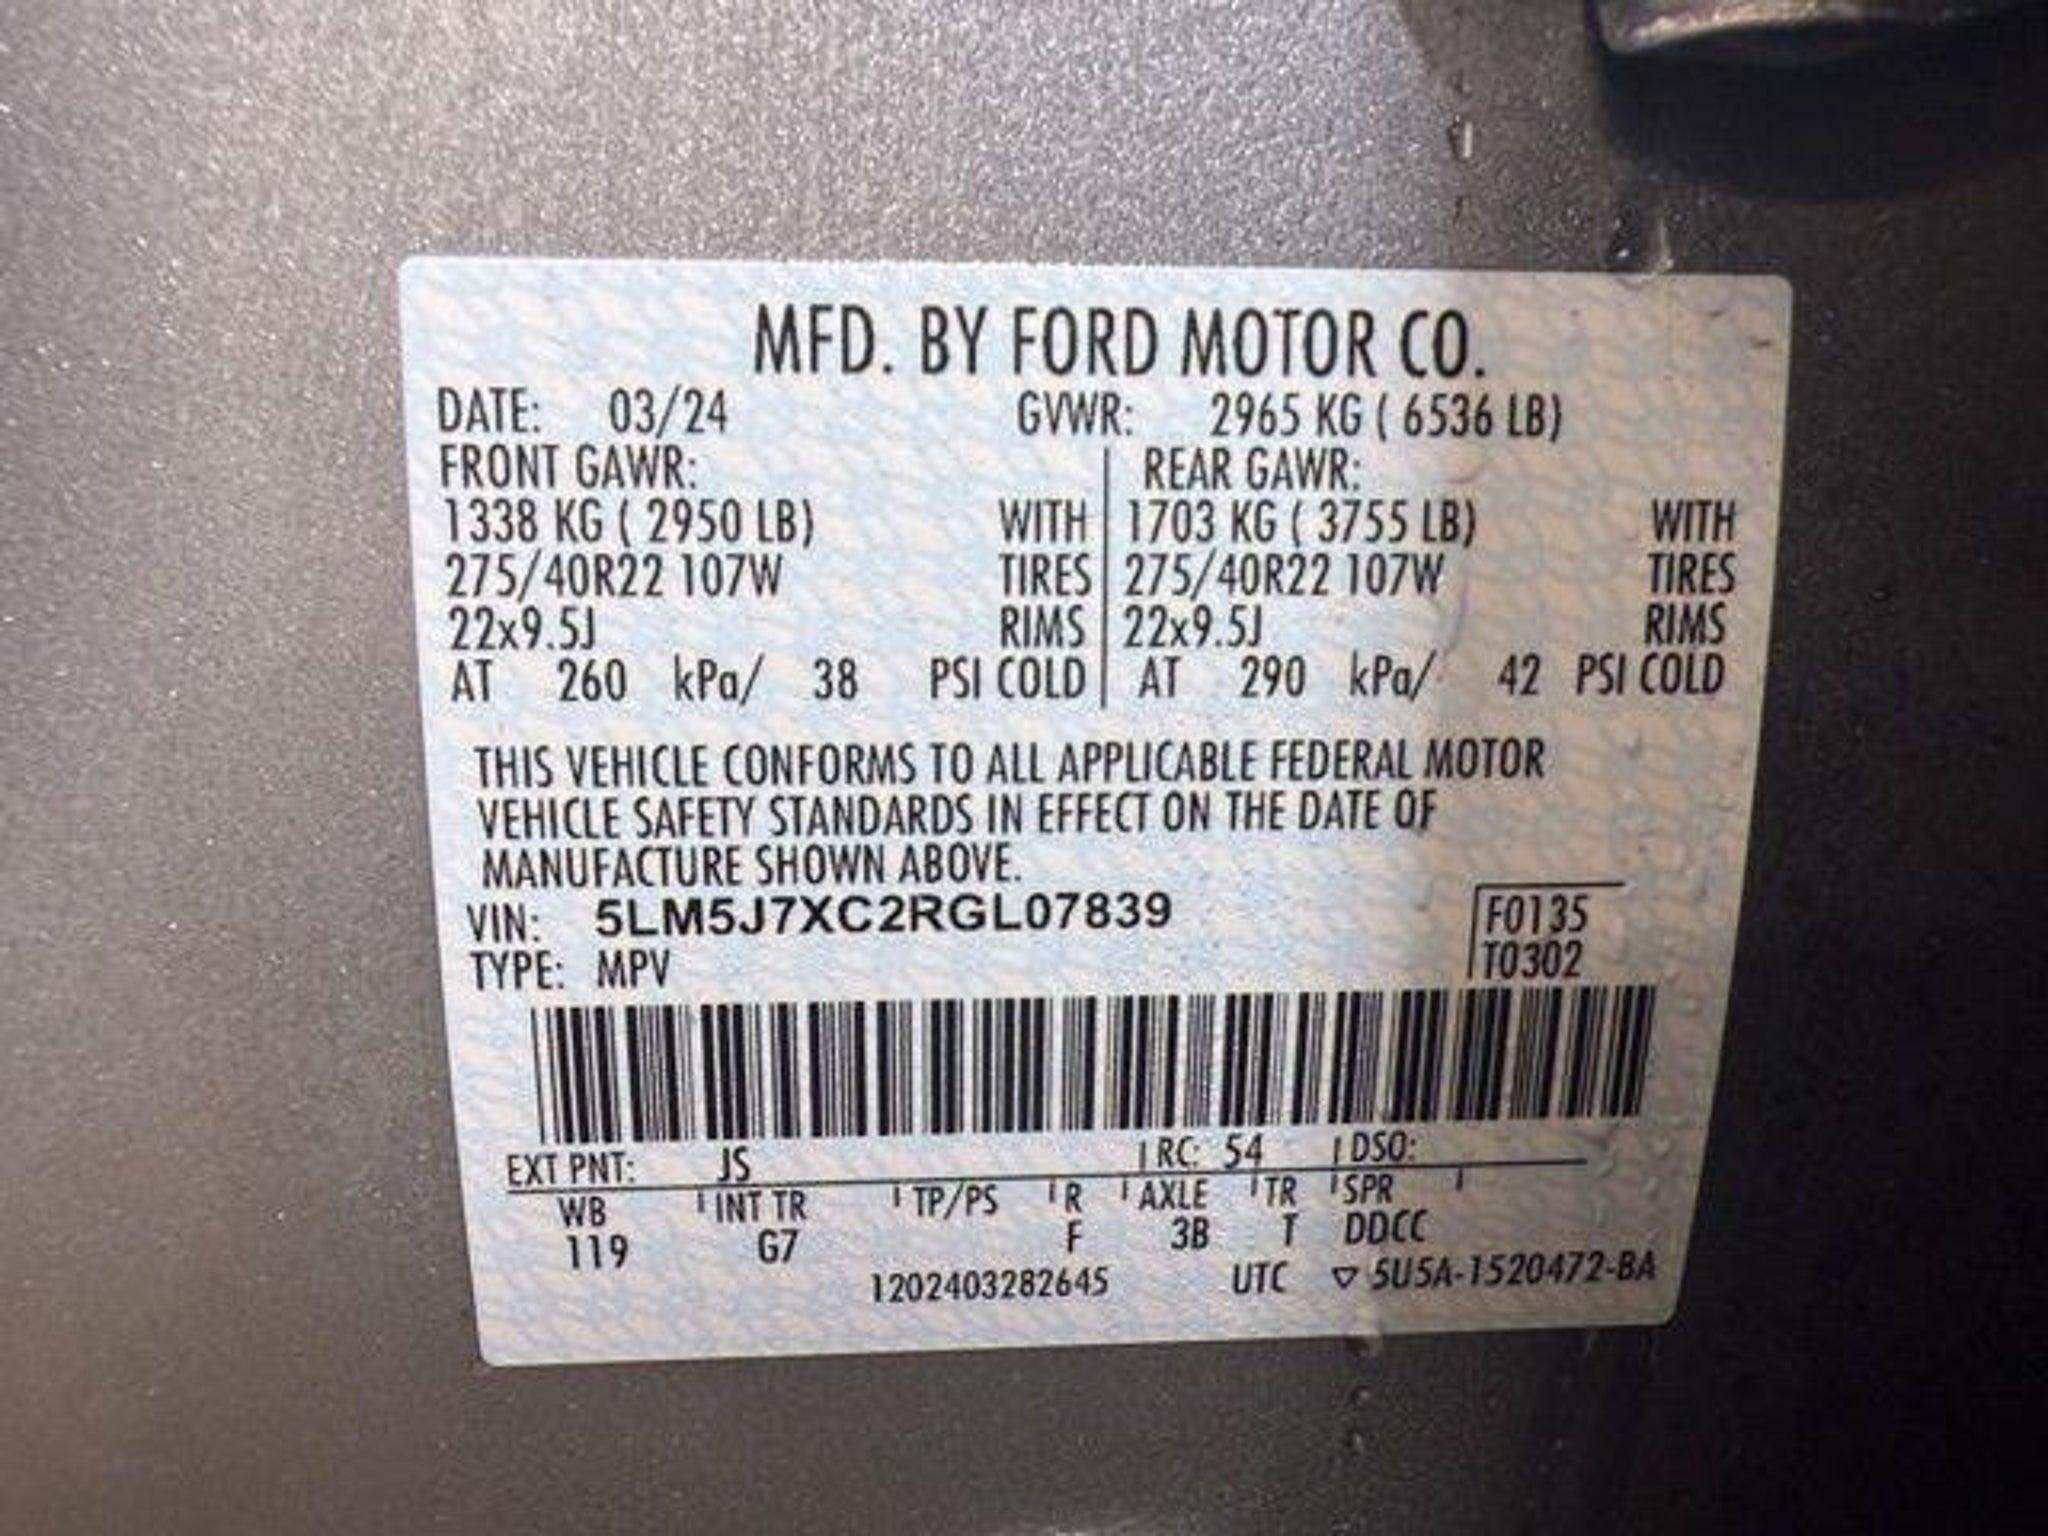 MFD. BY FORD MOTOR CO.
DATE: 03/24 GVWR: 2965 KG ( 6536 LB)
FRONT GAWR: REAR GAWR:
1338 KG ( 2950 LB) WITH 1703 KG ( 3755 LB) WITH
275/40R22 107W TIRES 275/40R22 107W TIRES
22x9.5J RIMS 22x9.5J RIMS
AT 260 kPa/ 38 PSI COLD AT 290 kPa/ 42 PSI COLD
THIS VEHICLE CONFORMS TO ALL APPLICABLE FEDERAL MOTOR
VEHICLE SAFETY STANDARDS IN EFFECT ON THE DATE OF
MANUFACTURE SHOWN ABOVE.
VIN: 5LM5J7XC2RGL07839 F0135
TYPE: MPV T0302
EXT PNT: JS RC: 54 DSO:
WB INT TR TP/PS R AXLE TR SPR
119 G7 F 3B T DDCC
1202403282645 UTC ▽ 5U5A-1520472-BA